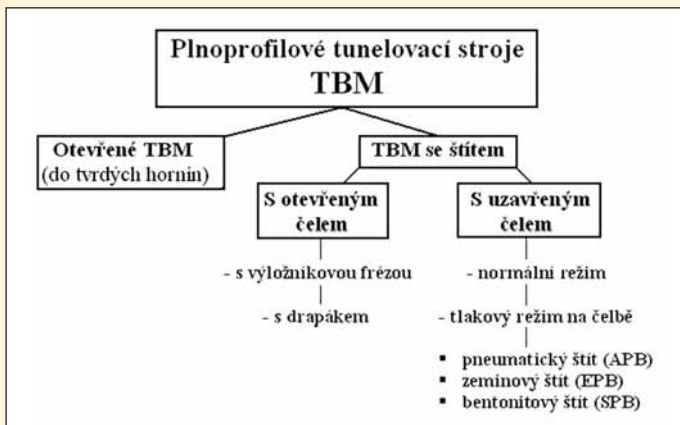 Plnoprofilové tunelovací stroje
TBM
Otevřené TBM
(do tvrdých hornin)
TBM se štítem
S otevřeným
čelem
S uzavřeným
čelem
- s výložníkovou frézou
- s drapákem
- normální režim
- tlakový režim na čelbě
▪ pneumatický štít (APB)
▪ zeminový štít (EPB)
▪ bentonitový štít (SPB)